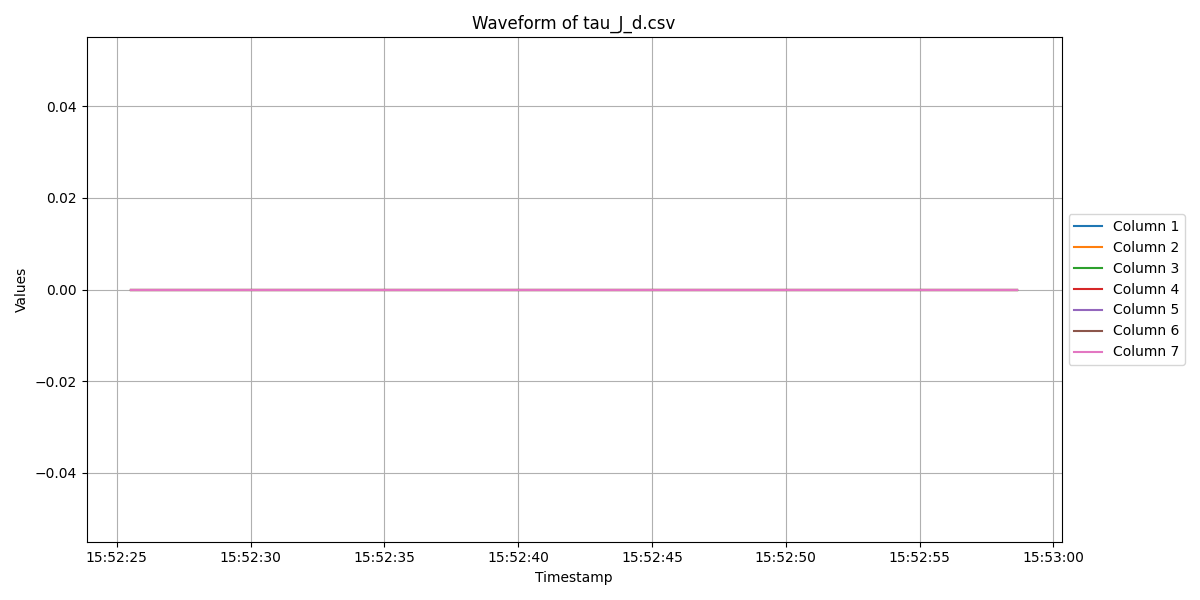 Waveform of tau_J_d.csv
0.04
0.02
0.00
−0.02
−0.04
Values
15:52:25 15:52:30 15:52:35 15:52:40 15:52:45 15:52:50 15:52:55 15:53:00
Timestamp
Column 1
Column 2
Column 3
Column 4
Column 5
Column 6
Column 7